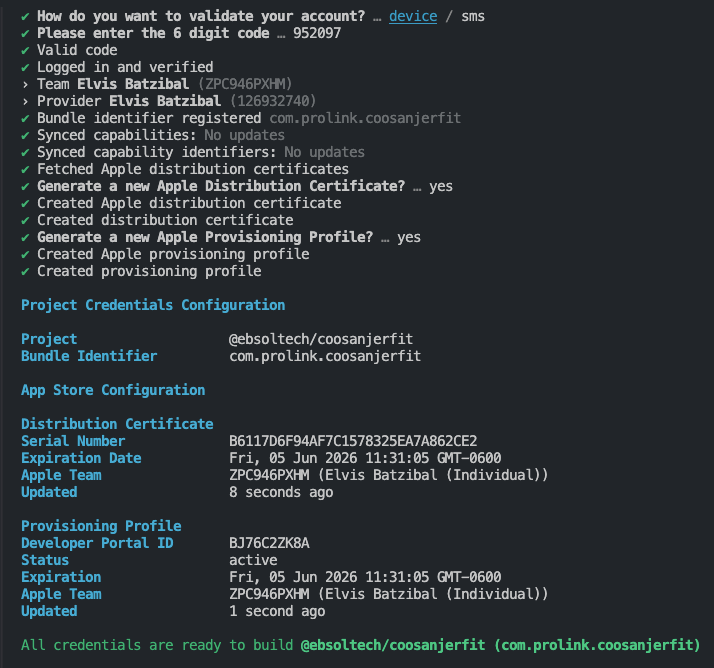 ✔ How do you want to validate your account? … device / sms
✔ Please enter the 6 digit code … 952097
✔ Valid code
✔ Logged in and verified
› Team Elvis Batzibal (ZPC946PXHM)
› Provider Elvis Batzibal (126932740)
✔ Bundle identifier registered com.prolink.coosanjerfit
✔ Synced capabilities: No updates
✔ Synced capability identifiers: No updates
✔ Fetched Apple distribution certificates
✔ Generate a new Apple Distribution Certificate? … yes
✔ Created Apple distribution certificate
✔ Created distribution certificate
✔ Generate a new Apple Provisioning Profile? … yes
✔ Created Apple provisioning profile
✔ Created provisioning profile
Project Credentials Configuration
Project @ebsoltech/coosanjerfit
Bundle Identifier com.prolink.coosanjerfit
App Store Configuration
Distribution Certificate
Serial Number B6117D6F94AF7C1578325EA7A862CE2
Expiration Date Fri, 05 Jun 2026 11:31:05 GMT-0600
Apple Team ZPC946PXHM (Elvis Batzibal (Individual))
Updated 8 seconds ago
Provisioning Profile
Developer Portal ID BJ76C2ZK8A
Status active
Expiration Fri, 05 Jun 2026 11:31:05 GMT-0600
Apple Team ZPC946PXHM (Elvis Batzibal (Individual))
Updated 1 second ago
All credentials are ready to build @ebsoltech/coosanjerfit (com.prolink.coosanjerfit)